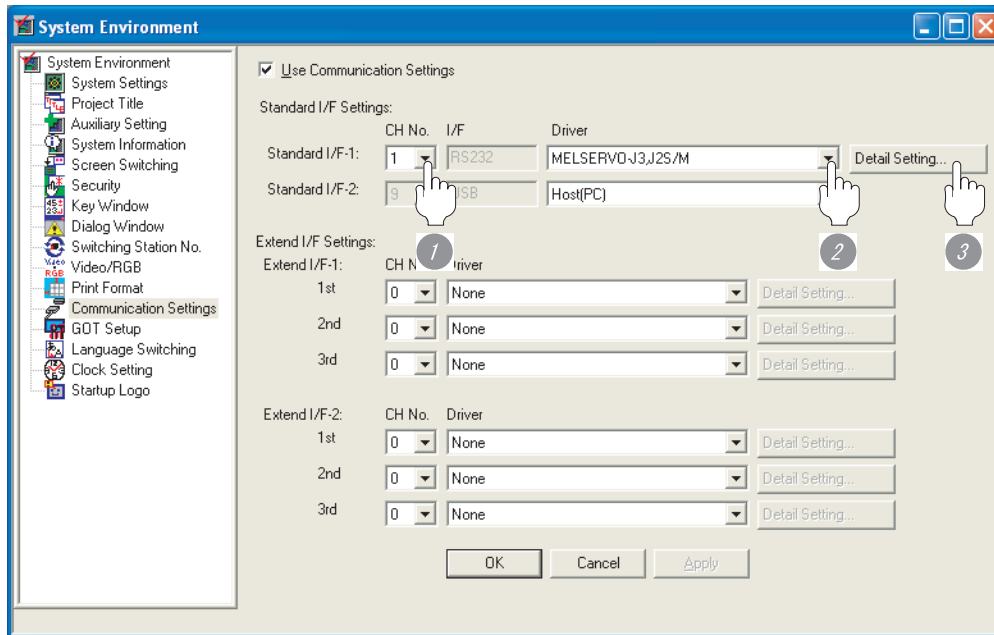 System Environment
System Environment
System Settings
Project Title
Auxiliary Setting
System Information
Screen Switching
Security
Key Window
Dialog Window
Switching Station No.
Video/RGB
Print Format
Communication Settings
GOT Setup
Language Switching
Clock Setting
Startup Logo
Use Communication Settings
Standard I/F Settings:
CH No. I/F Driver
Standard I/F-1: 1 RS232 MELSERVO-J3,J2S/M Detail Setting...
Standard I/F-2: 9 Host(PC)
1 2 3
Extend I/F Settings:
Extend I/F-1: CH Driver
1st 0 None Detail Setting...
2nd 0 None Detail Setting...
3rd 0 None Detail Setting...
Extend I/F-2: CH No. Driver
1st 0 None Detail Setting...
2nd 0 None Detail Setting...
3rd 0 None Detail Setting...
OK Cancel Apply